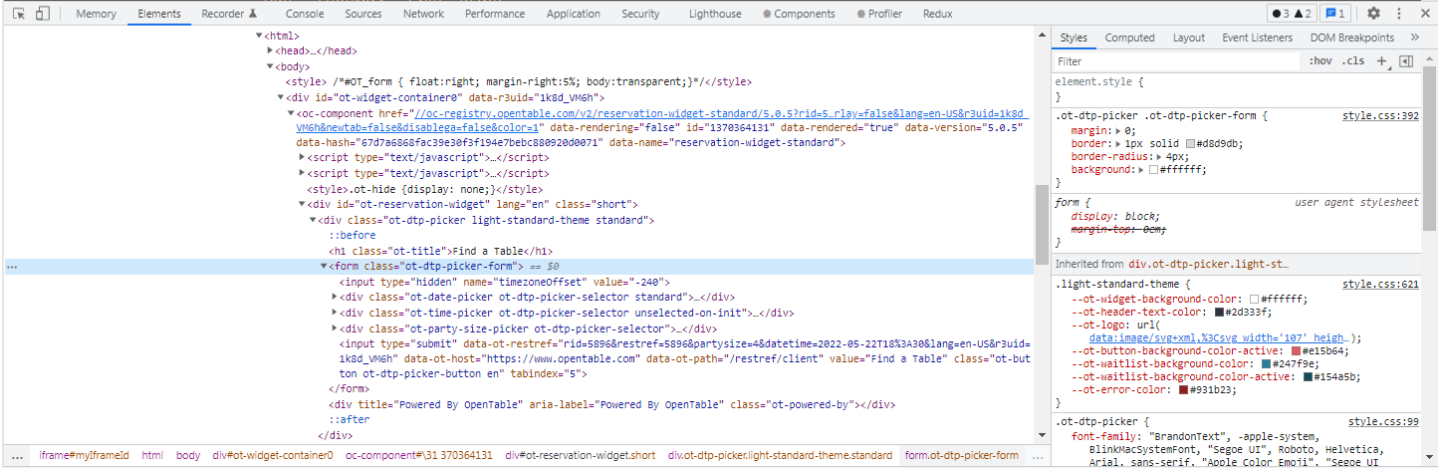 Memory Elements Recorder Console Sources Network Performance Application Security Lighthouse Components Profiler Redux 3 2 1
<html>
<head>…</head>
<body>
<style> /*#OT_form { float:right; margin-right:5%; body:transparent;}*/</style>
<div id="ot-widget-container0" data-r3uid="1k8d_VM6h">
<oc-component href="//oc-registry.opentable.com/v2/reservation-widget-standard/5.0.5?rid=5…rlay=false&lang=en-US&r3uid=1k8d
_VM6h&newtab=false&disablega=false&color=1" data-rendering="false" id="1370364131" data-rendered="true" data-version="5.0.5"
data-hash="67d7a6868fac39e30f3f194e7bebc880920d0071" data-name="reservation-widget-standard">
<script type="text/javascript">…</script>
<script type="text/javascript">…</script>
<style>.ot-hide {display: none;}</style>
<div id="ot-reservation-widget" lang="en" class="short">
<div class="ot-dtp-picker light-standard-theme standard">
::before
<h1 class="ot-title">Find a Table</h1>
… <form class="ot-dtp-picker-form"> == $0
<input type="hidden" name="timezoneOffset" value="-240">
<div class="ot-date-picker ot-dtp-picker-selector standard">…</div>
<div class="ot-time-picker ot-dtp-picker-selector unselected-on-init">…</div>
<div class="ot-party-size-picker ot-dtp-picker-selector">…</div>
<input type="submit" data-ot-restref="rid=5896&restref=5896&partysize=4&datetime=2022-05-22T18%3A30&lang=en-US&r3uid=
1k8d_VM6h" data-ot-host="https://www.opentable.com" data-ot-path="/restref/client" value="Find a Table" class="ot-but
ton ot-dtp-picker-button en" tabindex="5">
</form>
<div title="Powered By OpenTable" aria-label="Powered By OpenTable" class="ot-powered-by"></div>
::after
</div>
… iframe#myIframeId html body div#ot-widget-container0 oc-component#\31 370364131 div#ot-reservation-widget.short div.ot-dtp-picker.light-standard-theme.standard form.ot-dtp-picker-form …
Styles Computed Layout Event Listeners DOM Breakpoints »
Filter :hov .cls +
element.style {
}
.ot-dtp-picker .ot-dtp-picker-form { style.css:392
margin: 0;
border: 1px solid #d8d9db;
border-radius: 4px;
background: #ffffff;
}
form { user agent stylesheet
display: block;
margin-top: 0em;
}
Inherited from div.ot-dtp-picker.light-st…
.light-standard-theme { style.css:621
--ot-widget-background-color: #ffffff;
--ot-header-text-color: #2d333f;
--ot-logo: url(
data:image/svg+xml,%3Csvg width='107' heigh…);
--ot-button-background-color-active: #e15b64;
--ot-waitlist-background-color: #247f9e;
--ot-waitlist-background-color-active: #154a5b;
--ot-error-color: #931b23;
}
.ot-dtp-picker { style.css:99
font-family: "BrandonText", -apple-system,
BlinkMacSystemFont, "Segoe UI", Roboto, Helvetica,
Arial, sans-serif, "Apple Color Emoji", "Segoe UI